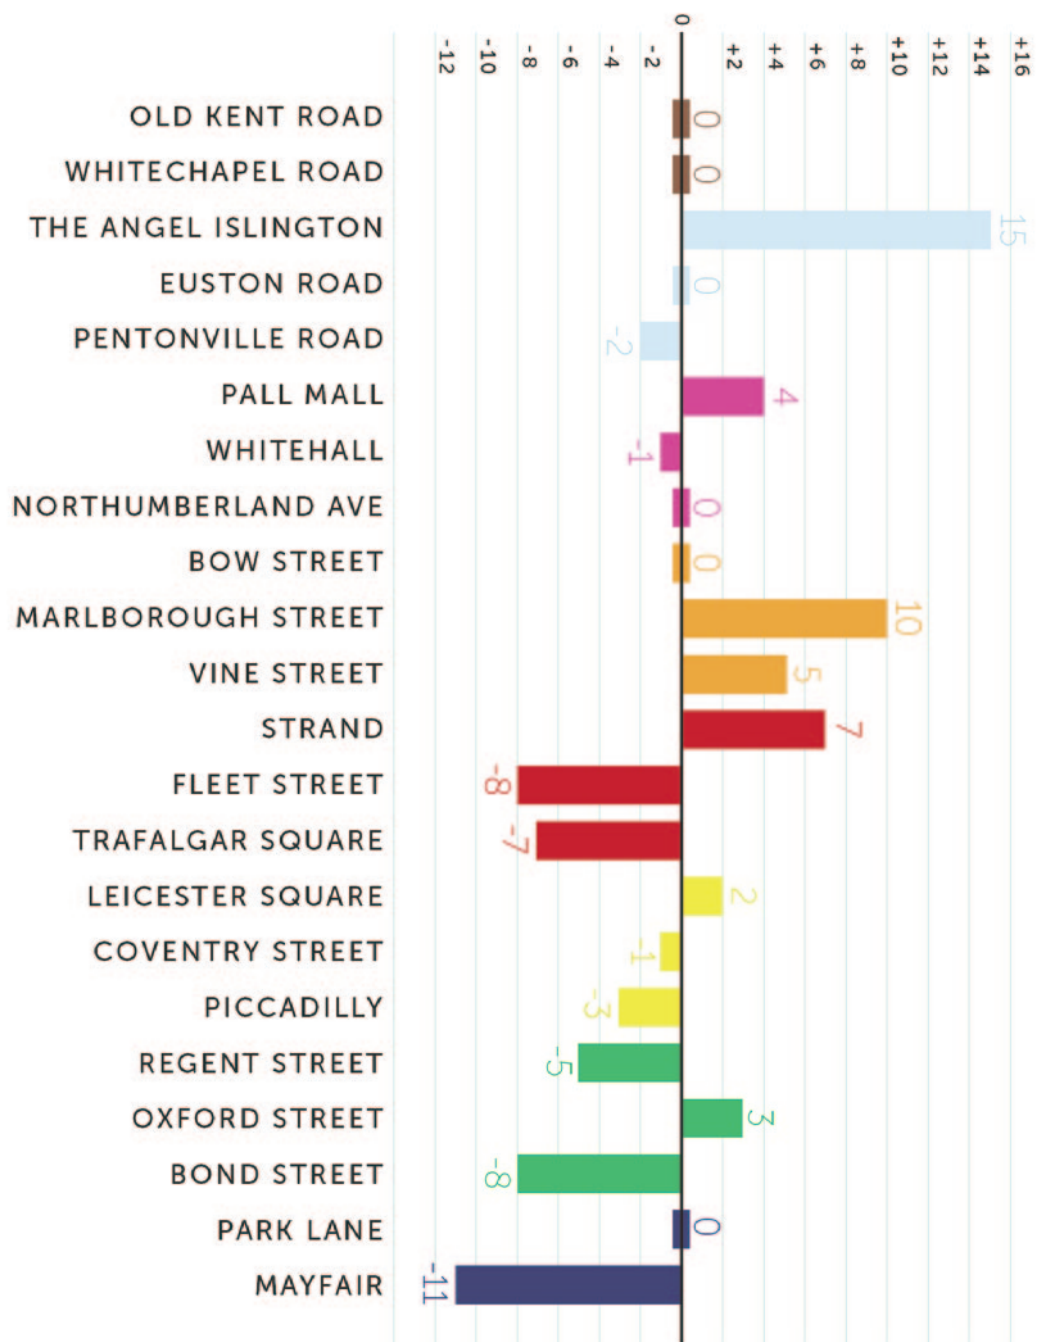 -12 -10 -8 -6 -4 -2 0 +2 +4 +6 +8 +10 +12 +14 +16
OLD KENT ROAD 0
WHITECHAPEL ROAD 0
THE ANGEL ISLINGTON 15
EUSTON ROAD 0
PENTONVILLE ROAD -2
PALL MALL 4
WHITEHALL -1
NORTHUMBERLAND AVE 0
BOW STREET 0
MARLBOROUGH STREET 10
VINE STREET 5
STRAND 7
FLEET STREET -8
TRAFALGAR SQUARE -7
LEICESTER SQUARE 2
COVENTRY STREET -1
PICCADILLY -3
REGENT STREET -5
OXFORD STREET 3
BOND STREET -8
PARK LANE 0
MAYFAIR -11